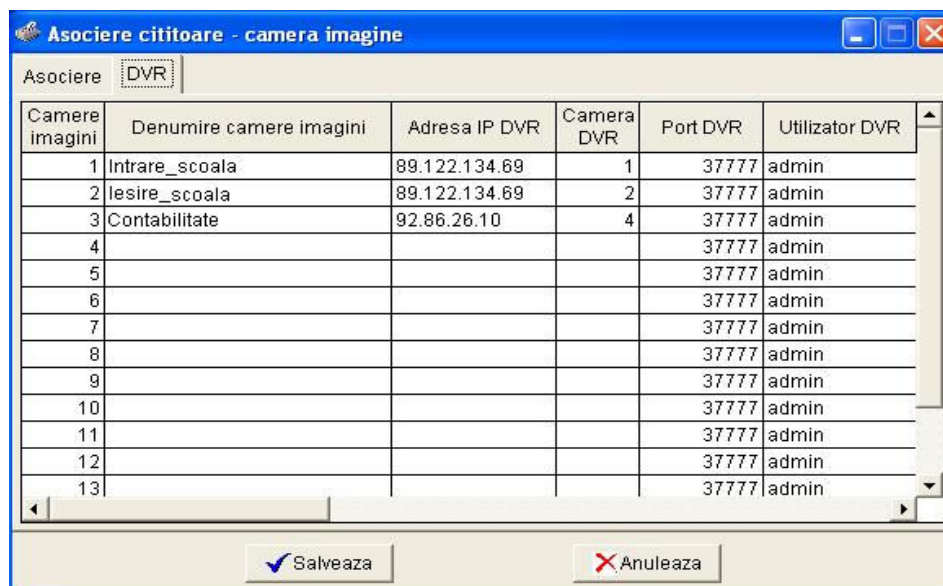 Asociere cititoare - camera imagine
Asociere DVR
Camere imagini Denumire camere imagini Adresa IP DVR Camera DVR Port DVR Utilizator DVR
1 Intrare_scoala 89.122.134.69 1 37777 admin
2 Iesire_scoala 89.122.134.69 2 37777 admin
3 Contabilitate 92.86.26.10 4 37777 admin
4 37777 admin
5 37777 admin
6 37777 admin
7 37777 admin
8 37777 admin
9 37777 admin
10 37777 admin
11 37777 admin
12 37777 admin
13 37777 admin
Salveaza Anuleaza